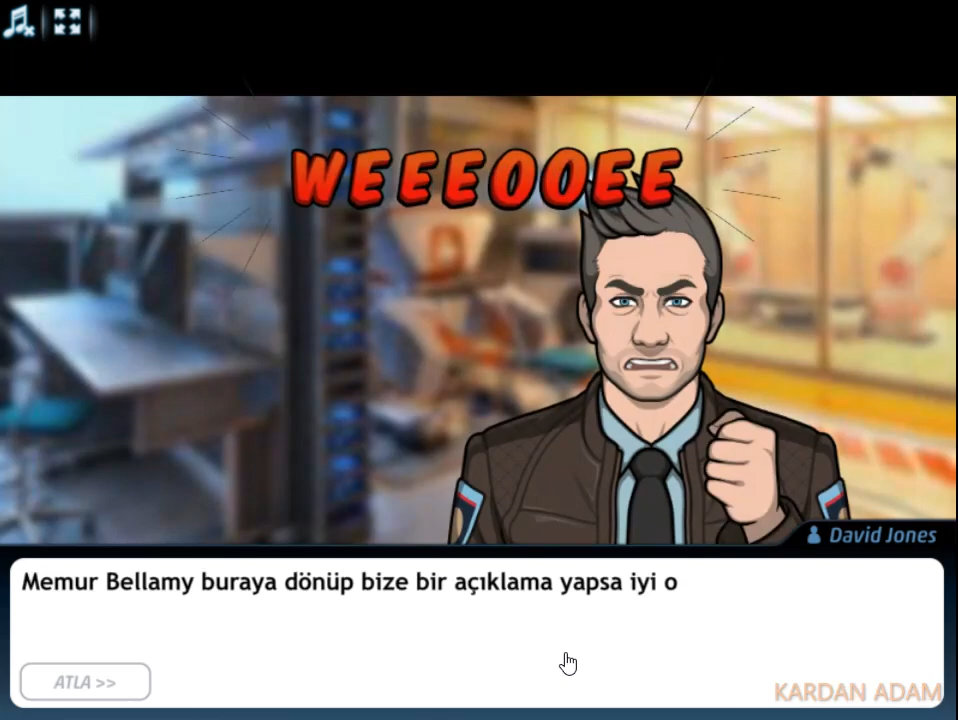 WEEEOOEE
David Jones
Memur Bellamy buraya dönüp bize bir açıklama yapsa iyi o
ATLA >>
KARDAN ADAM